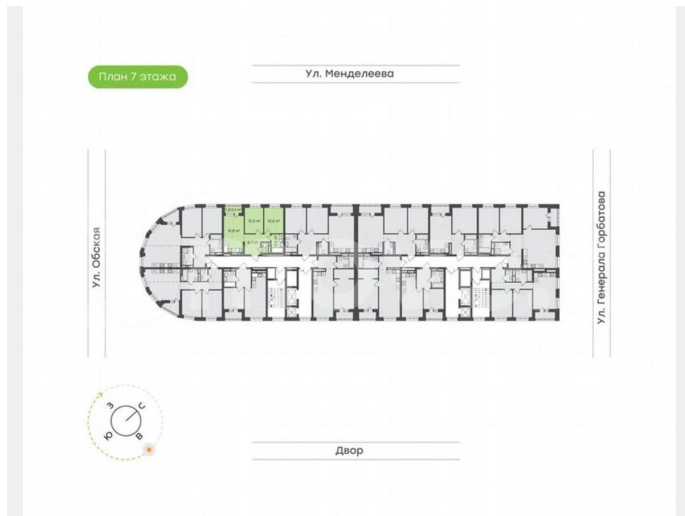 План 7 этажа
Ул. Менделеева
Ул. Обская
Ул. Генерала Горбатова
З
С
Ю
В
Двор